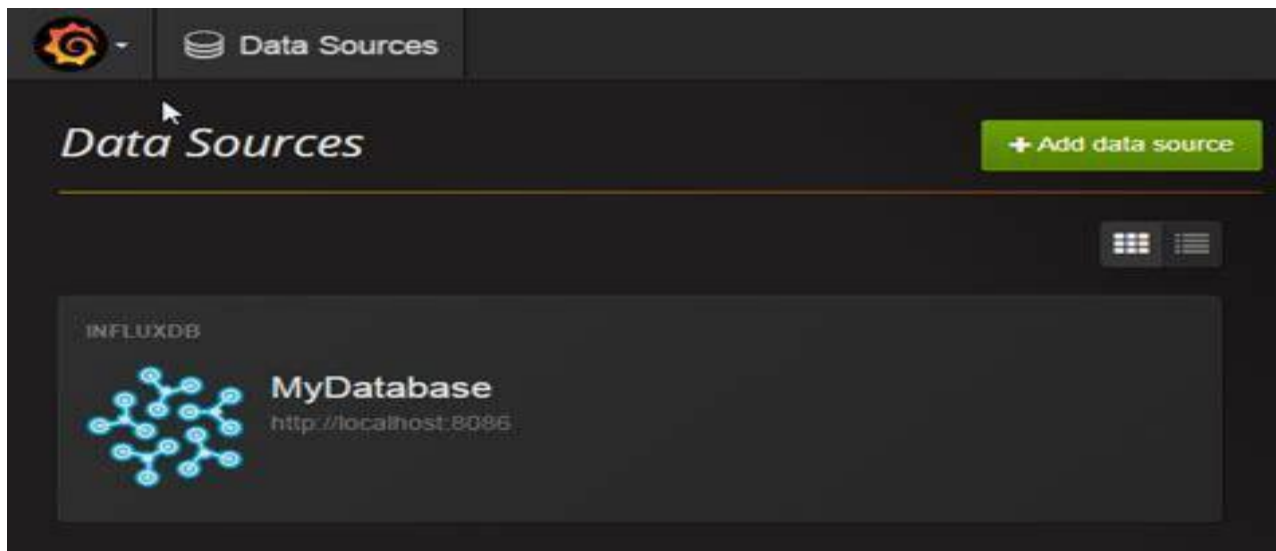 Data Sources
Data Sources
+ Add data source
INFLUXDB
MyDatabase
http://localhost:8086